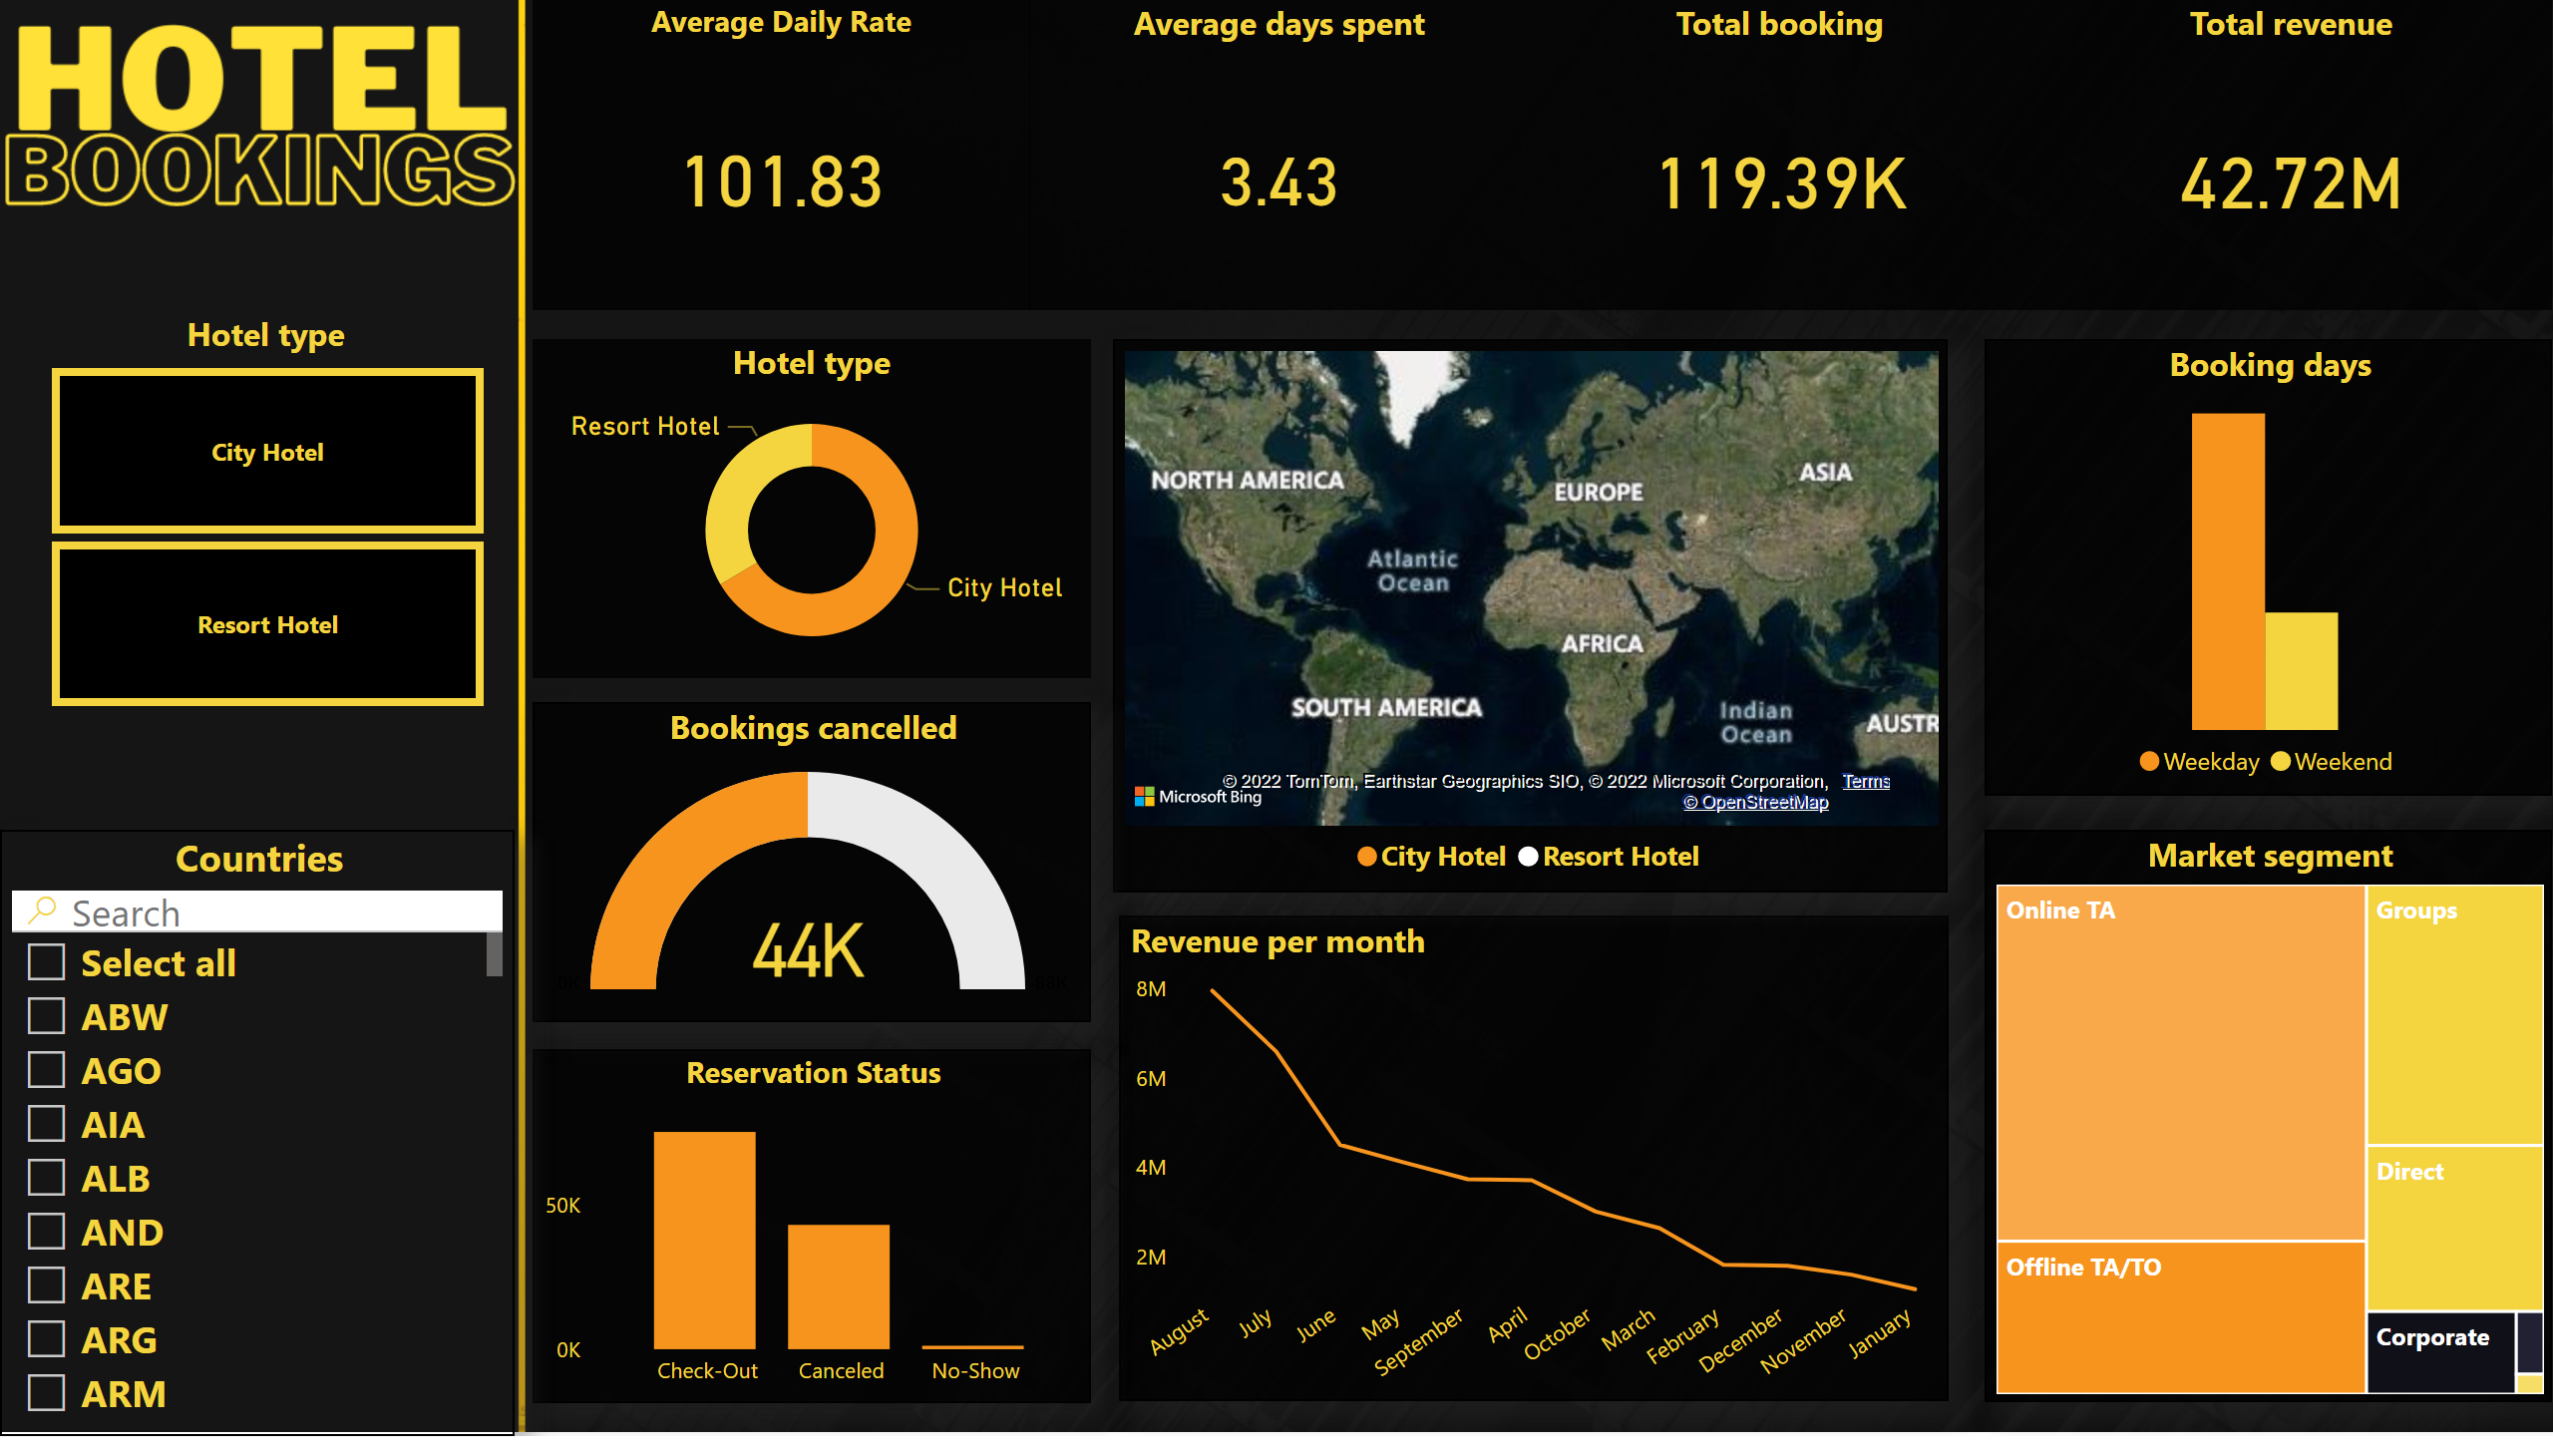 HOTEL
BOOKINGS
Average Daily Rate
101.83
Average days spent
3.43
Total booking
119.39K
Total revenue
42.72M
Hotel type
City Hotel
Resort Hotel
Countries
Search
Select all
ABW
AGO
AIA
ALB
AND
ARE
ARG
ARM
Hotel type
Resort Hotel
City Hotel
Bookings cancelled
44K
0K
88K
Reservation Status
50K
0K
Check-Out
Canceled
No-Show
NORTH AMERICA
EUROPE
ASIA
Atlantic
Ocean
AFRICA
SOUTH AMERICA
Indian
Ocean
AUSTR
© 2022 TomTom, Earthstar Geographics SIO, © 2022 Microsoft Corporation, Terms
Microsoft Bing
© OpenStreetMap
City Hotel
Resort Hotel
Revenue per month
8M
6M
4M
2M
August
July
June
May
September
April
October
March
February
December
November
January
Booking days
Weekday
Weekend
Market segment
Online TA
Groups
Direct
Offline TA/TO
Corporate